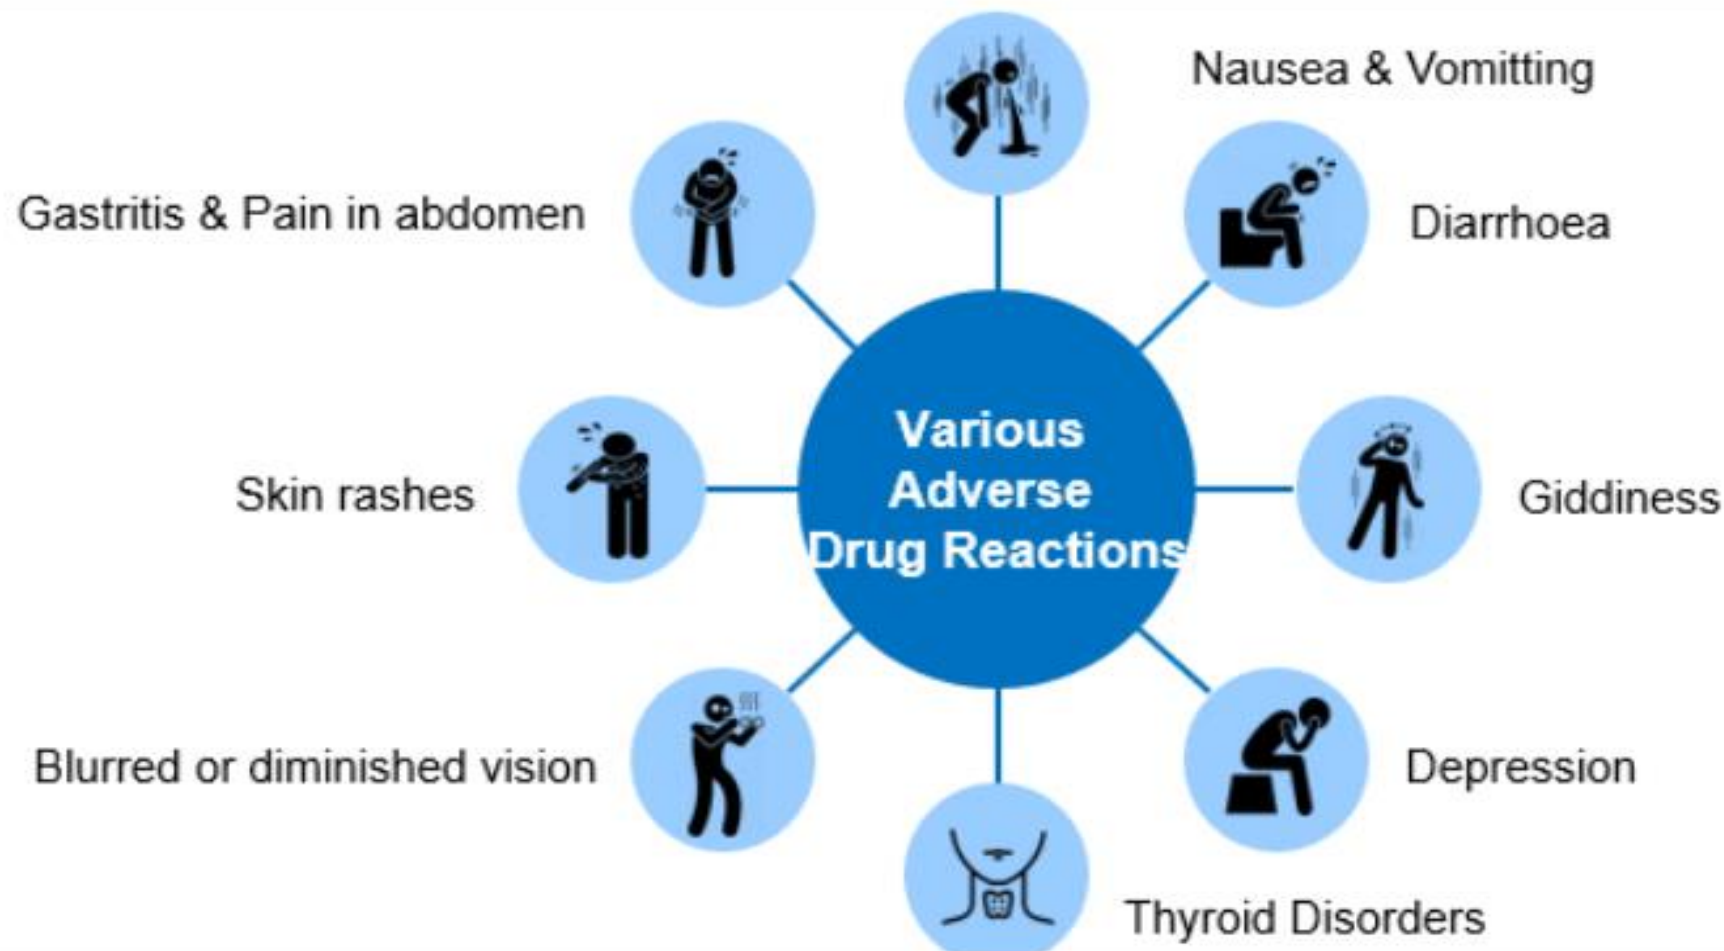 Nausea & Vomitting
Gastritis & Pain in abdomen
Diarrhoea
Various
Adverse
Drug Reactions
Skin rashes
Giddiness
Blurred or diminished vision
Depression
Thyroid Disorders